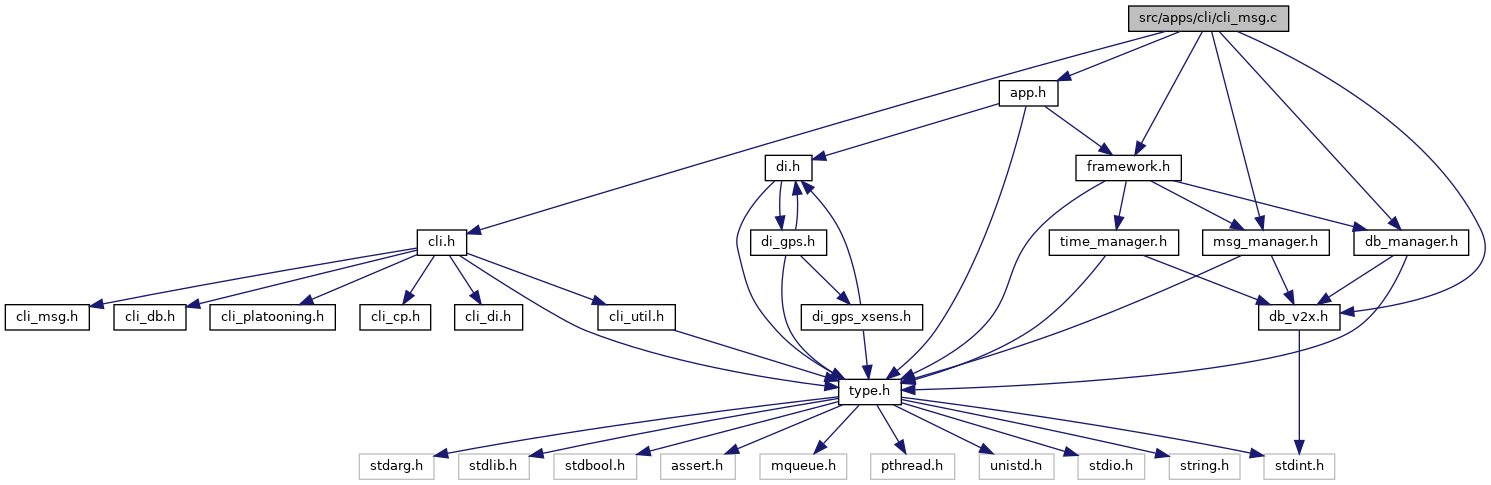 src/apps/cli/cli_msg.c
app.h
di.h
framework.h
cli.h
di_gps.h
time_manager.h
msg_manager.h
db_manager.h
cli_msg.h
cli_db.h
cli_platooning.h
cli_cp.h
cli_di.h
cli_util.h
di_gps_xsens.h
db_v2x.h
type.h
stdarg.h
stdlib.h
stdbool.h
assert.h
mqueue.h
pthread.h
unistd.h
stdio.h
string.h
stdint.h